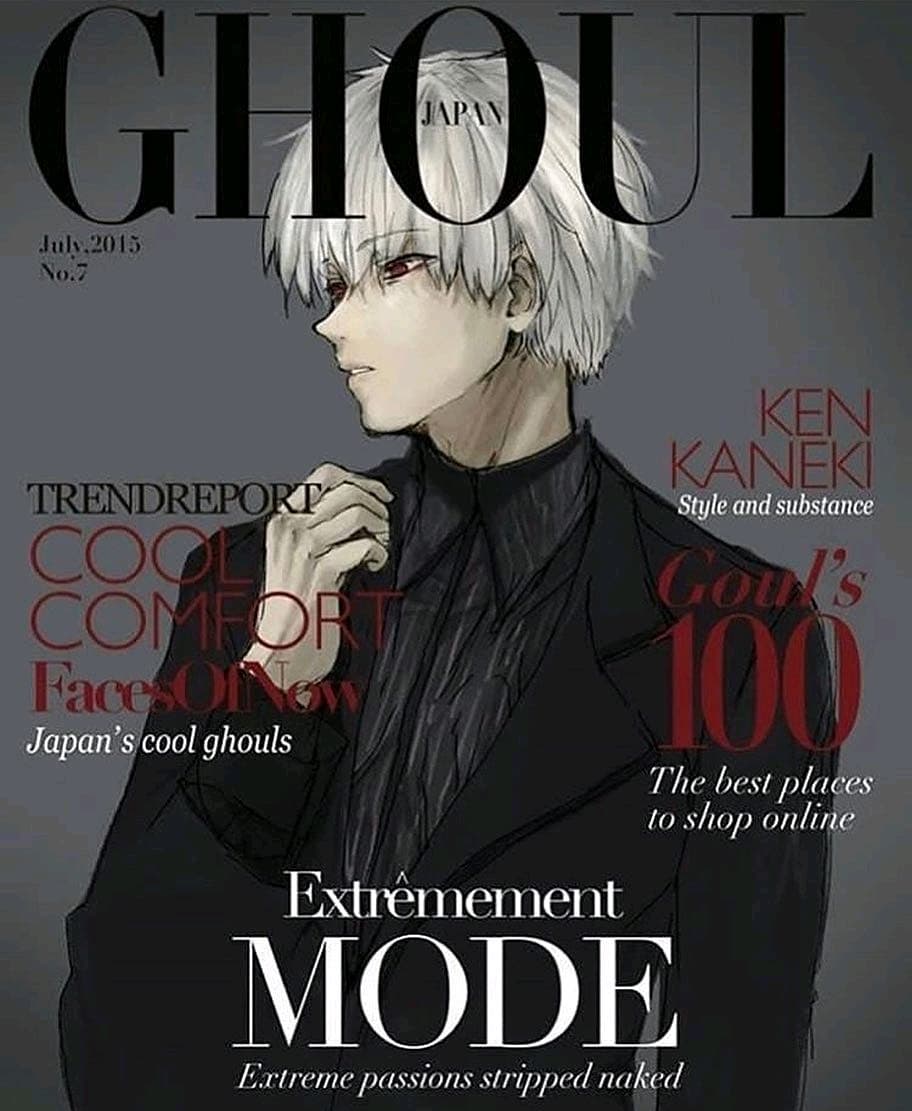 GHOUL
JAPAN
July,2015
No.7
KEN
KANEKI
Style and substance
TRENDREPORT
COOL
COMFORT
FacesOfNow
Japan's cool ghouls
Goul's
100
The best places
to shop online
Extrêmement
MODE
Extreme passions stripped naked